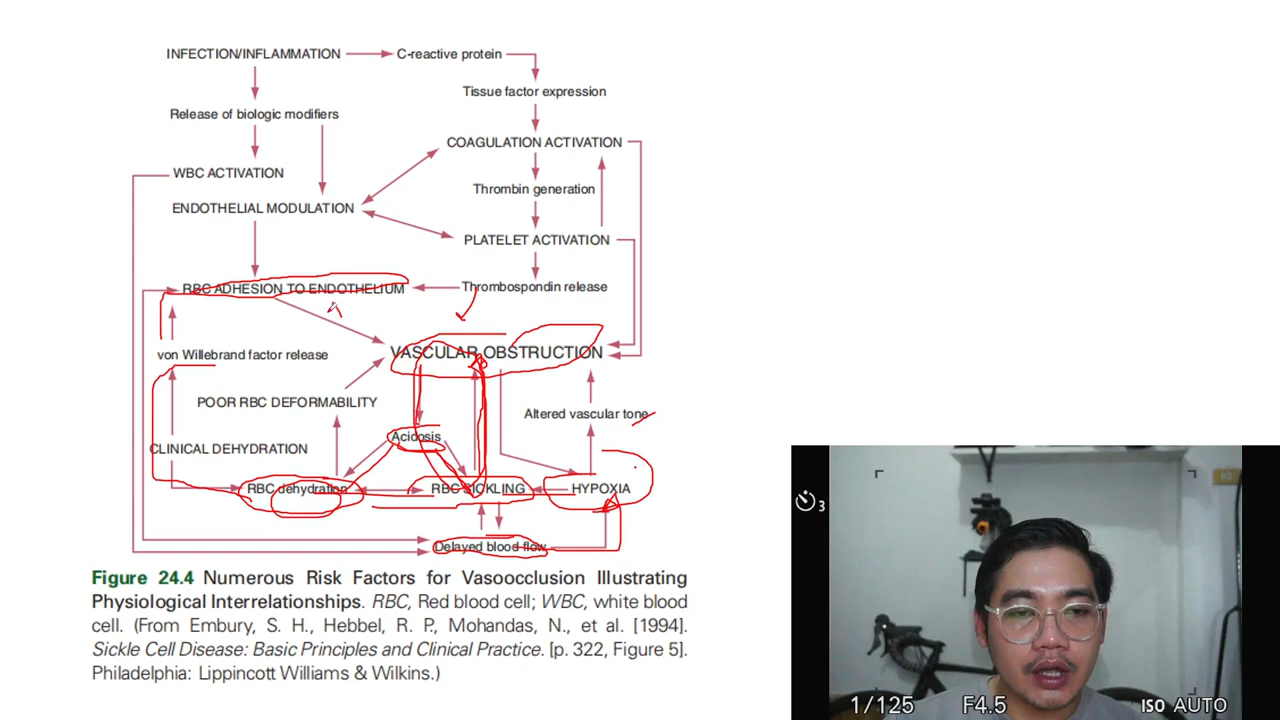 INFECTION/INFLAMMATION
C-reactive protein
Tissue factor expression
Release of biologic modifiers
COAGULATION ACTIVATION
WBC ACTIVATION
Thrombin generation
ENDOTHELIAL MODULATION
PLATELET ACTIVATION
RBC ADHESION TO ENDOTHELIUM
Thrombospondin release
von Willebrand factor release
VASCULAR OBSTRUCTION
POOR RBC DEFORMABILITY
Altered vascular tone
Acidosis
CLINICAL DEHYDRATION
RBC dehydration
RBC SICKLING
HYPOXIA
Delayed blood flow
Figure 24.4 Numerous Risk Factors for Vasoocclusion Illustrating
Physiological Interrelationships. RBC, Red blood cell; WBC, white blood
cell. (From Embury, S. H., Hebbel, R. P., Mohandas, N., et al. [1994].
Sickle Cell Disease: Basic Principles and Clinical Practice. [p. 322, Figure 5].
Philadelphia: Lippincott Williams & Wilkins.)
3
1/125 F4.5 ISO AUTO